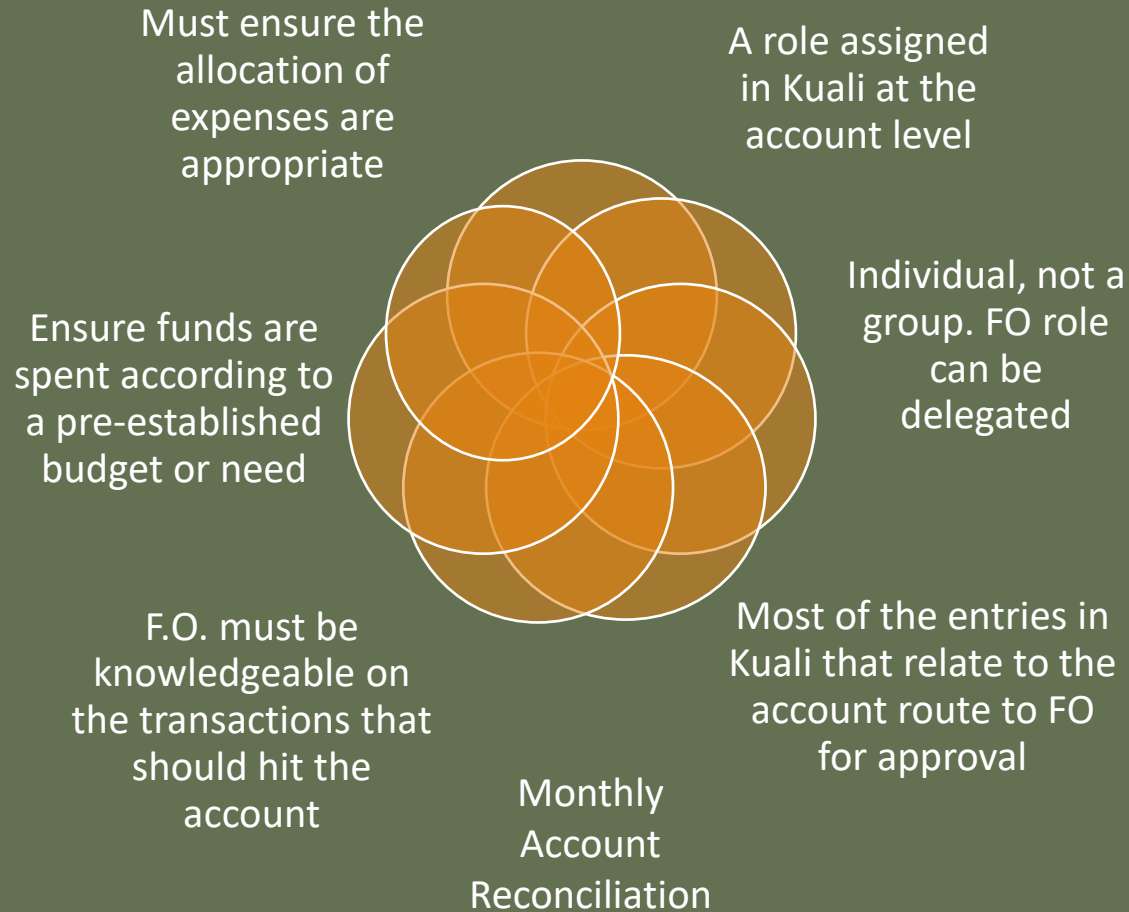 Must ensure the
allocation of
expenses are
appropriate
A role assigned
in Kuali at the
account level
Individual, not a
group. FO role
can be
delegated
Ensure funds are
spent according to
a pre-established
budget or need
Most of the entries in
Kuali that relate to the
account route to FO
for approval
F.O. must be
knowledgeable on
the transactions that
should hit the
account
Monthly
Account
Reconciliation